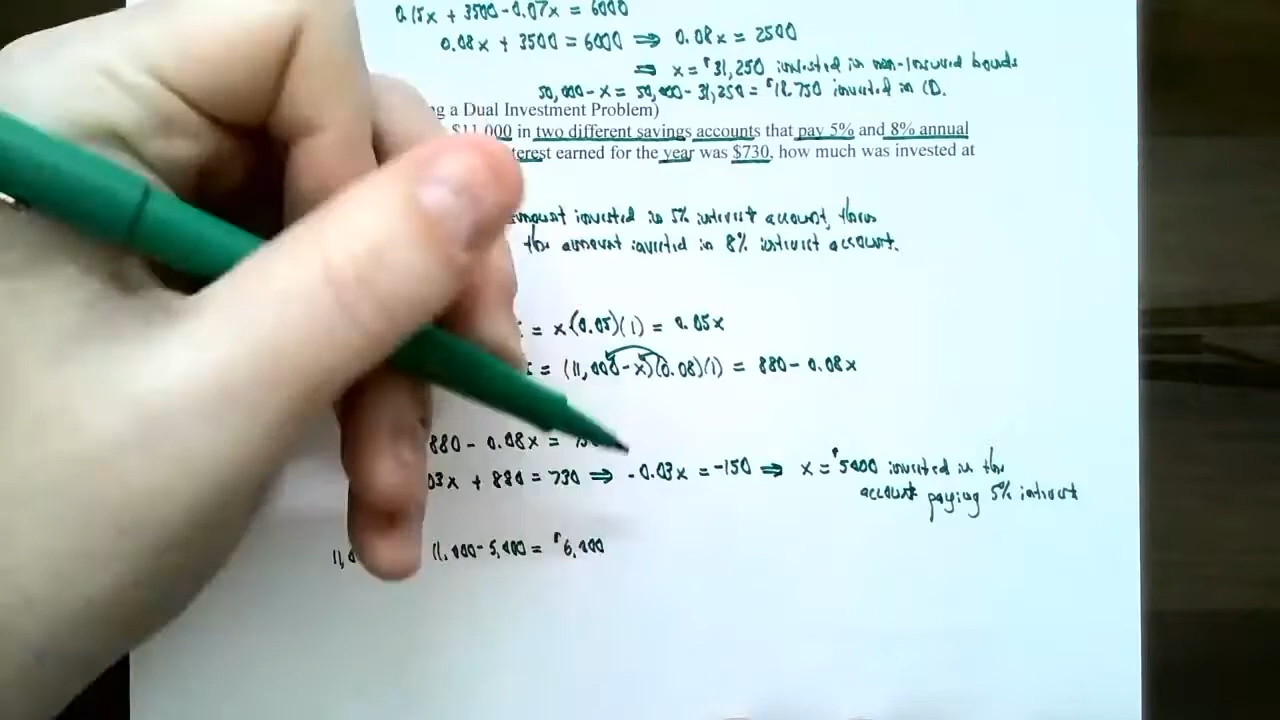 0.15x + 3500 - 0.07x = 6000
0.08x + 3500 = 6000 ⟹ 0.08x = 2500
⟹ x = $31,250 invested in non-insured bonds
50,000 - x = 50,000 - 31,250 = $18,750 invested in CD.
g a Dual Investment Problem)
$11,000 in two different savings accounts that pay 5% and 8% annual
terest earned for the year was $730, how much was invested at
amount invested in 5% interest account, then
the amount invested in 8% interest account.
= x(0.05)(1) = 0.05x
= (11,000 - x)(0.08)(1) = 880 - 0.08x
880 - 0.08x =
03x + 880 = 730 ⟹ -0.03x = -150 ⟹ x = $5000 invested in the
account paying 5% interest
11,000 - 5,000 = $6,000